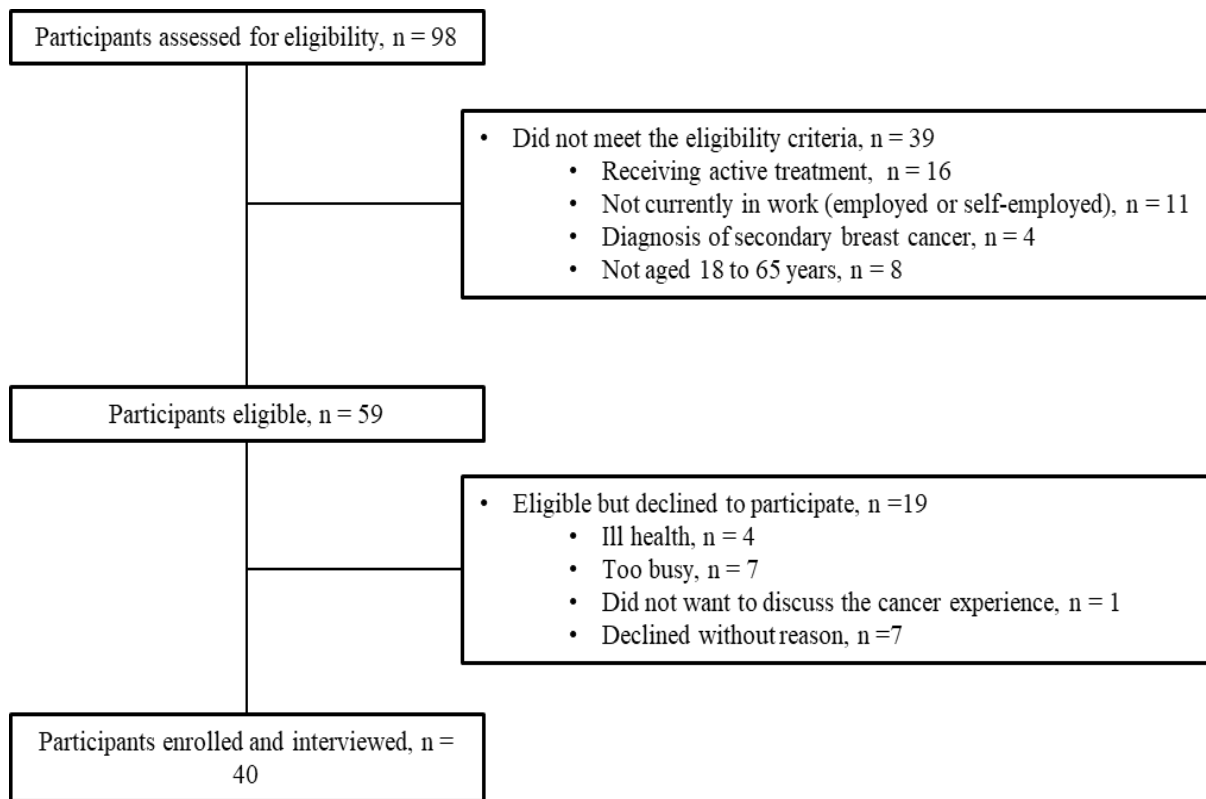 Participants assessed for eligibility, n = 98
• Did not meet the eligibility criteria, n = 39
• Receiving active treatment, n = 16
• Not currently in work (employed or self-employed), n = 11
• Diagnosis of secondary breast cancer, n = 4
• Not aged 18 to 65 years, n = 8
Participants eligible, n = 59
• Eligible but declined to participate, n =19
• Ill health, n = 4
• Too busy, n = 7
• Did not want to discuss the cancer experience, n = 1
• Declined without reason, n =7
Participants enrolled and interviewed, n =
40